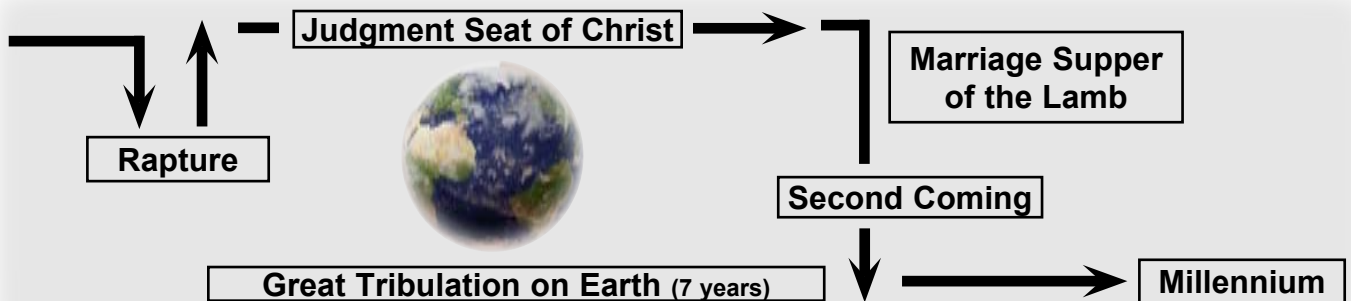 Judgment Seat of Christ
Marriage Supper
of the Lamb
Rapture
Second Coming
Great Tribulation on Earth (7 years)
Millennium